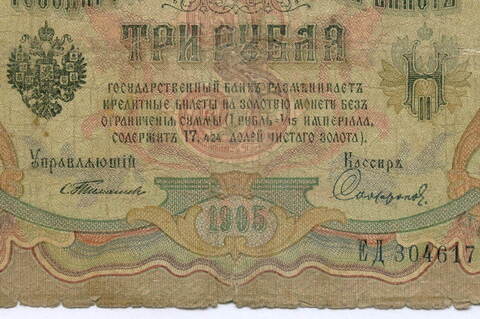 ТРИ РУБЛЯ
ГОСУДАРСТВЕННЫЙ БАНКЪ РАЗМѢНИВАЕТЪ
КРЕДИТНЫЕ БИЛЕТЫ НА ЗОЛОТУЮ МОНЕТУ БЕЗЪ
ОГРАНИЧЕНІЯ СУММЫ (1 РУБЛЬ = 1/15 ИМПЕРІАЛА,
СОДЕРЖИТЪ 17,424 ДОЛЕЙ ЧИСТАГО ЗОЛОТА).
Управляющій Кассиръ
С. Тимашевъ
1905
ЕД 304617